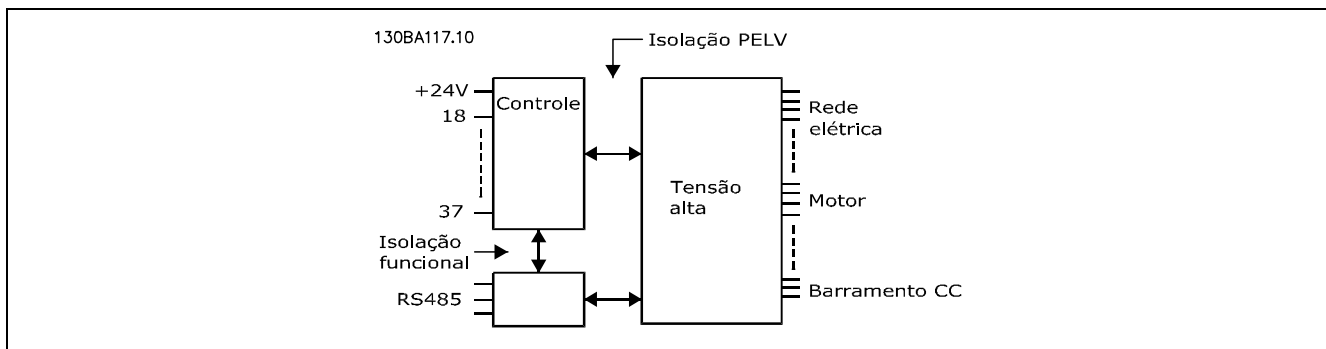 130BA117.10
Isolação PELV
+24V
Controle
18
37
Rede
elétrica
Tensão
alta
Motor
Isolação
funcional
RS485
Barramento CC